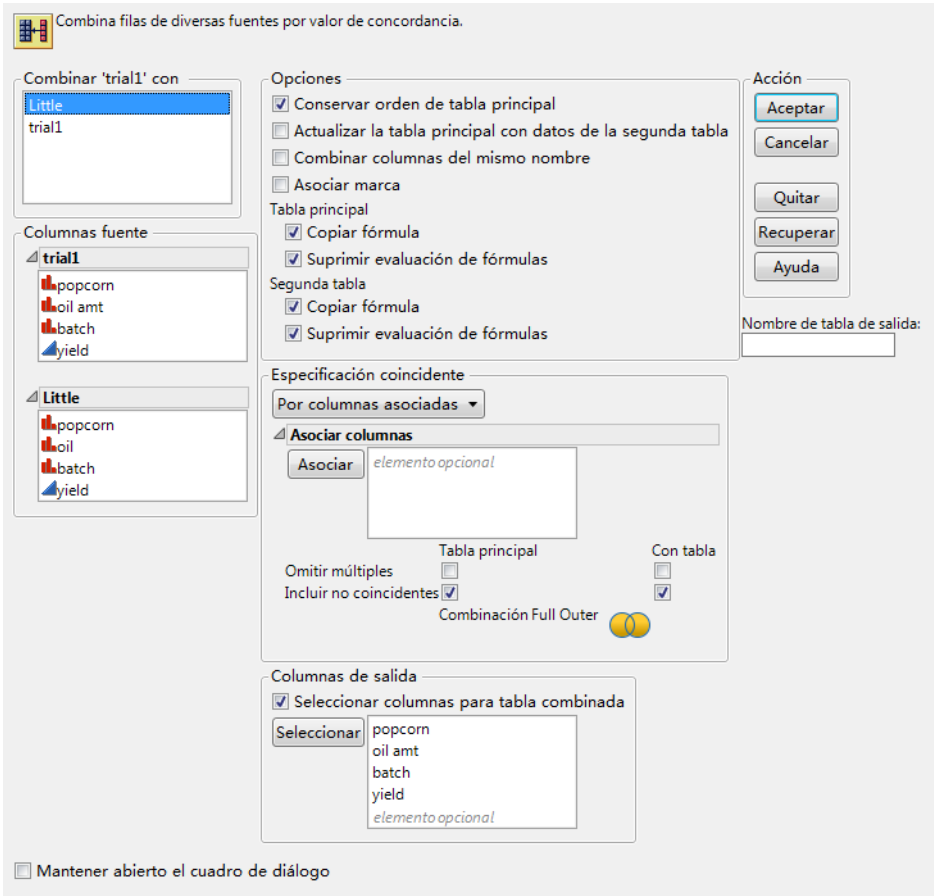 Combina filas de diversas fuentes por valor de concordancia.
Combinar 'trial1' con
Little
trial1
Columnas fuente
trial1
popcorn
oil amt
batch
yield
Little
popcorn
oil
batch
yield
Opciones
Conservar orden de tabla principal
Actualizar la tabla principal con datos de la segunda tabla
Combinar columnas del mismo nombre
Asociar marca
Tabla principal
Copiar fórmula
Suprimir evaluación de fórmulas
Segunda tabla
Copiar fórmula
Suprimir evaluación de fórmulas
Especificación coincidente
Por columnas asociadas
Asociar columnas
Asociar
elemento opcional
Tabla principal Con tabla
Omitir múltiples
Incluir no coincidentes
Combinación Full Outer
Columnas de salida
Seleccionar columnas para tabla combinada
Seleccionar
popcorn
oil amt
batch
yield
elemento opcional
Acción
Aceptar
Cancelar
Quitar
Recuperar
Ayuda
Nombre de tabla de salida:
Mantener abierto el cuadro de diálogo